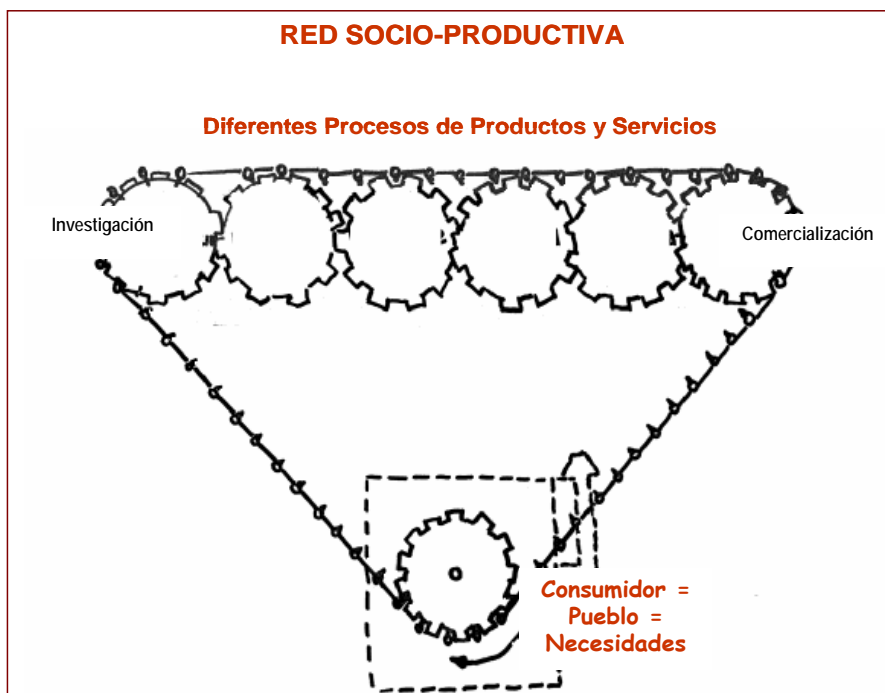 RED SOCIO-PRODUCTIVA
Diferentes Procesos de Productos y Servicios
Investigación
Comercialización
Consumidor =
Pueblo =
Necesidades